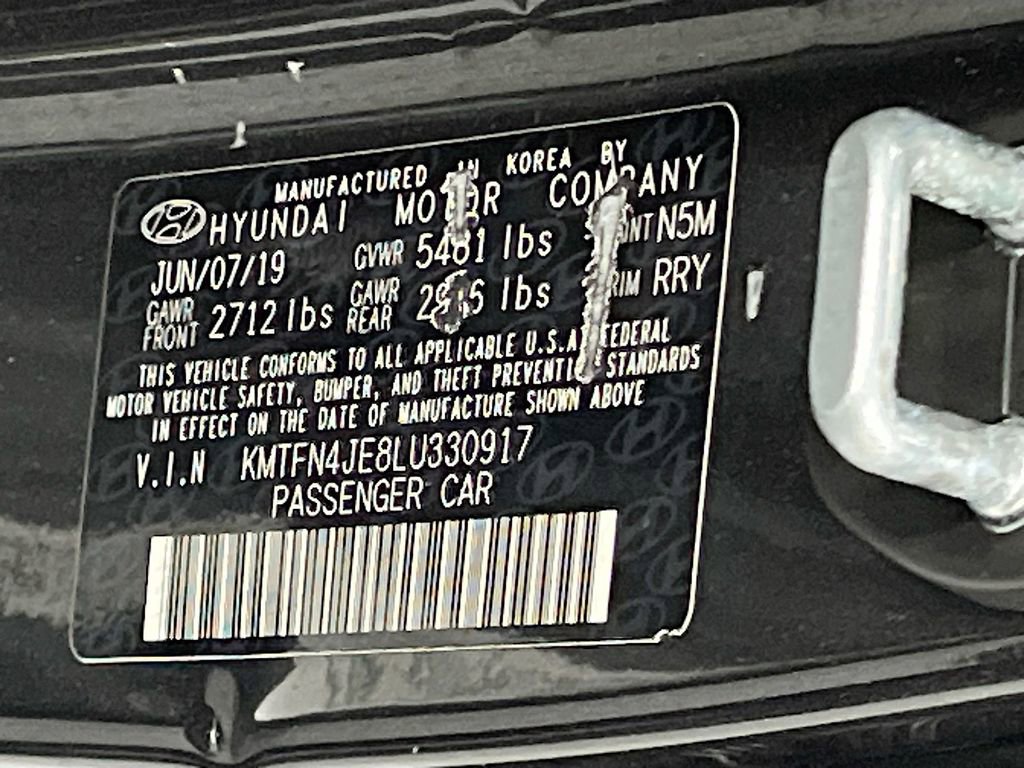 MANUFACTURED IN KOREA BY
HYUNDAI MOTOR COMPANY
JUN/07/19 GVWR 5481 lbs N5M
GAWR FRONT 2712 lbs GAWR REAR lbs RRY
THIS VEHICLE CONFORMS TO ALL APPLICABLE U.S.A FEDERAL
MOTOR VEHICLE SAFETY, BUMPER, AND THEFT PREVENTION STANDARDS
IN EFFECT ON THE DATE OF MANUFACTURE SHOWN ABOVE
V.I.N KMTFN4JE8LU330917
PASSENGER CAR